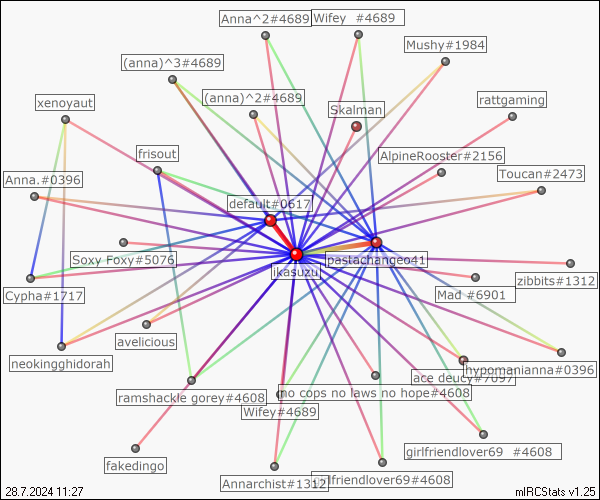 Anna^2#4689
Wifey #4689
Mushy#1984
(anna)^3#4689
(anna)^2#4689
xenoyaut
Skalman
rattgaming
frisout
AlpineRooster#2156
Anna.#0396
Toucan#2473
default#0617
Soxy Foxy#5076
ikasuzu
pastachangeo41
zibbits#1312
Cypha#1717
Mad #6901
avelicious
neokingghidorah
ace deucy#7097
hypomanianna#0396
ramshackle gorey#4608
no cops no laws no hope#4608
Wifey#4689
fakedingo
girlfriendlover69 #4608
Annarchist#1312
girlfriendlover69#4608
28.7.2024 11:27
mIRCStats v1.25